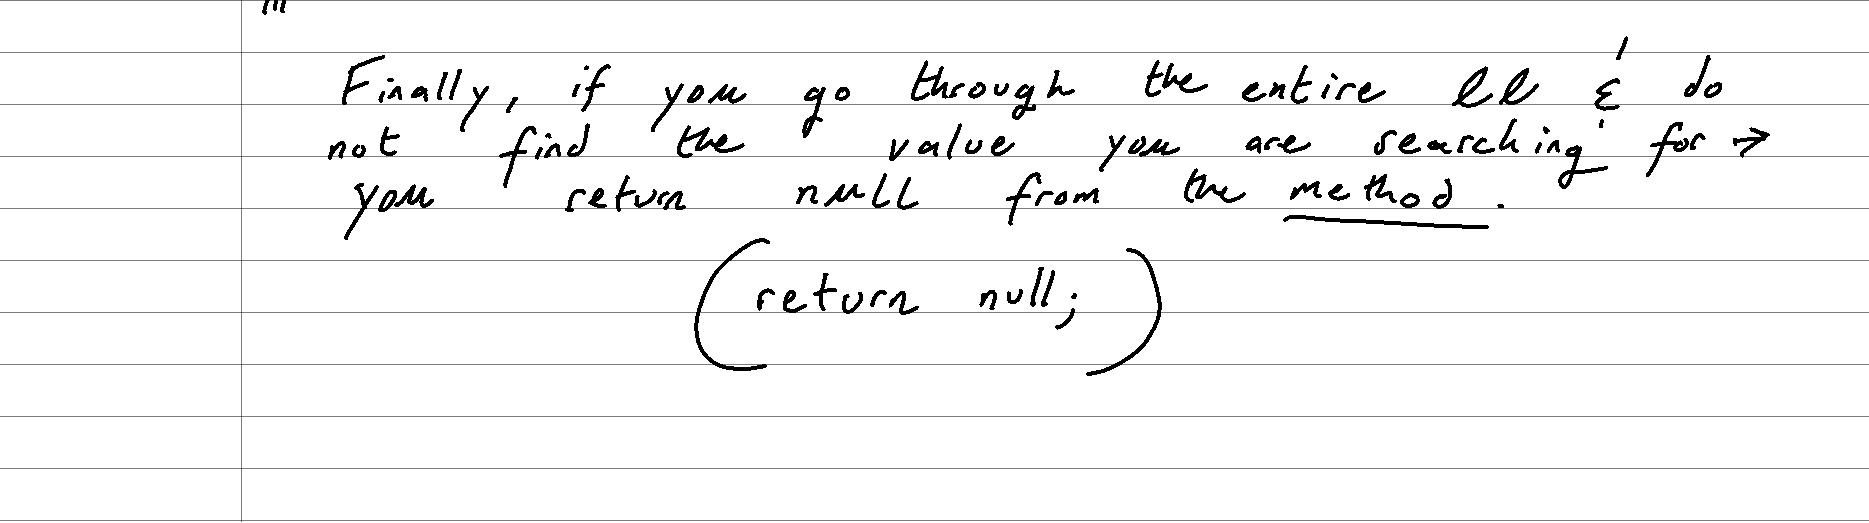 Finally, if you go through the entire ll & do
not find the value you are searching for →
you return null from the method.
(return null;)